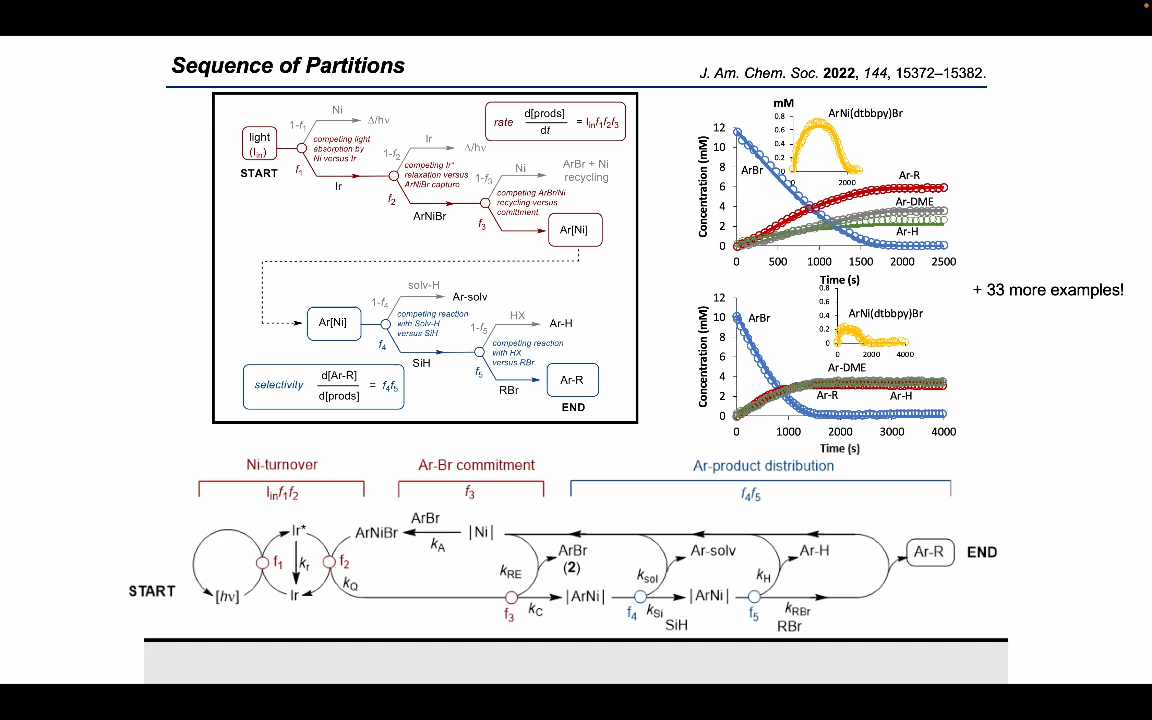 Sequence of Partitions
J. Am. Chem. Soc. 2022, 144, 15372–15382.
light
(Iin)
START
1-f1
Ni
Δ/hν
competing light
absorption by
Ni versus Ir
f1
Ir
rate d[prods] / dt = Iinf1f2f3
1-f2
Ir
Δ/hν
competing Ir*
relaxation versus
ArNiBr capture
f2
ArNiBr
1-f3
Ni
ArBr + Ni
recycling
competing ArBr/Ni
recycling versus
comittment
f3
Ar[Ni]
Ar[Ni]
1-f4
solv-H
Ar-solv
competing reaction
with Solv-H
versus SiH
f4
SiH
1-f5
HX
Ar-H
competing reaction
with HX
versus RBr
f5
RBr
Ar-R
END
selectivity d[Ar-R] / d[prods] = f4f5
mM
0.8
0.6
0.4
0.2
0
0
2000
ArNi(dtbbpy)Br
Concentration (mM)
12
10
8
6
4
2
0
ArBr
Ar-R
Ar-DME
Ar-H
0 500 1000 1500 2000 2500
Time (s)
+ 33 more examples!
0.8
0.6
0.4
0.2
0
0 2000 4000
ArNi(dtbbpy)Br
Concentration (mM)
12
10
8
6
4
2
0
ArBr
Ar-DME
Ar-R
Ar-H
0 1000 2000 3000 4000
Time (s)
Ni-turnover
Iinf1f2
Ar-Br commitment
f3
Ar-product distribution
f4f5
START
[hν]
f1
Ir*
kr
Ir
f2
kQ
ArNiBr
ArBr
kA
|Ni|
kRE
ArBr
(2)
f3
kC
|ArNi|
ksol
Ar-solv
f4
kSi
SiH
|ArNi|
kH
Ar-H
f5
kRBr
RBr
Ar-R
END